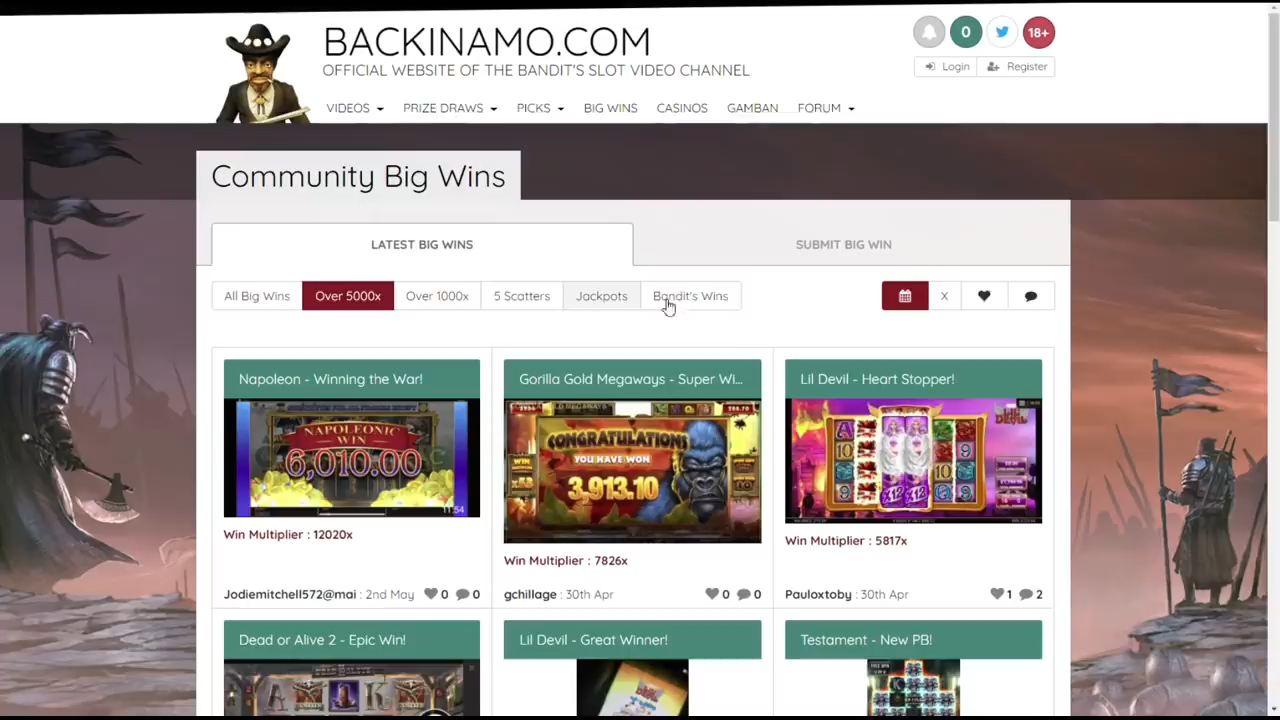 BACKINAMO.COM
OFFICIAL WEBSITE OF THE BANDIT'S SLOT VIDEO CHANNEL
0
18+
Login
Register
VIDEOS
PRIZE DRAWS
PICKS
BIG WINS
CASINOS
GAMBAN
FORUM
Community Big Wins
LATEST BIG WINS
SUBMIT BIG WIN
All Big Wins
Over 5000x
Over 1000x
5 Scatters
Jackpots
Bandit's Wins
X
Napoleon - Winning the War!
Gorilla Gold Megaways - Super Wi...
Lil Devil - Heart Stopper!
NAPOLEONIC
WIN
6,010.00
11:54
CONGRATULATIONS
YOU HAVE WON
3,913.10
Win Multiplier : 12020x
Win Multiplier : 7826x
Win Multiplier : 5817x
Jodiemitchell572@mai : 2nd May 0 0
gchillage : 30th Apr 0 0
Pauloxtoby : 30th Apr 1 2
Dead or Alive 2 - Epic Win!
Lil Devil - Great Winner!
Testament - New PB!